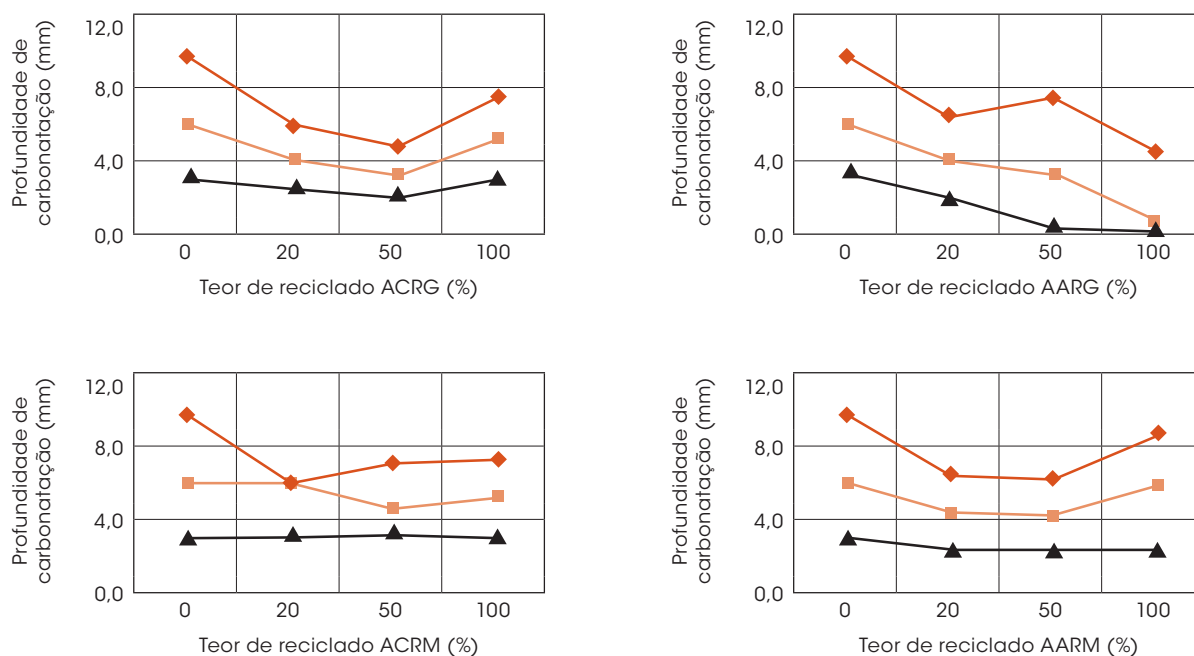 Profundidade de
carbonatação (mm)
12,0
8,0
4,0
0,0
0 20 50 100
Teor de reciclado ACRG (%)
Profundidade de
carbonatação (mm)
12,0
8,0
4,0
0,0
0 20 50 100
Teor de reciclado AARG (%)
Profundidade de
carbonatação (mm)
12,0
8,0
4,0
0,0
0 20 50 100
Teor de reciclado ACRM (%)
Profundidade de
carbonatação (mm)
12,0
8,0
4,0
0,0
0 20 50 100
Teor de reciclado AARM (%)